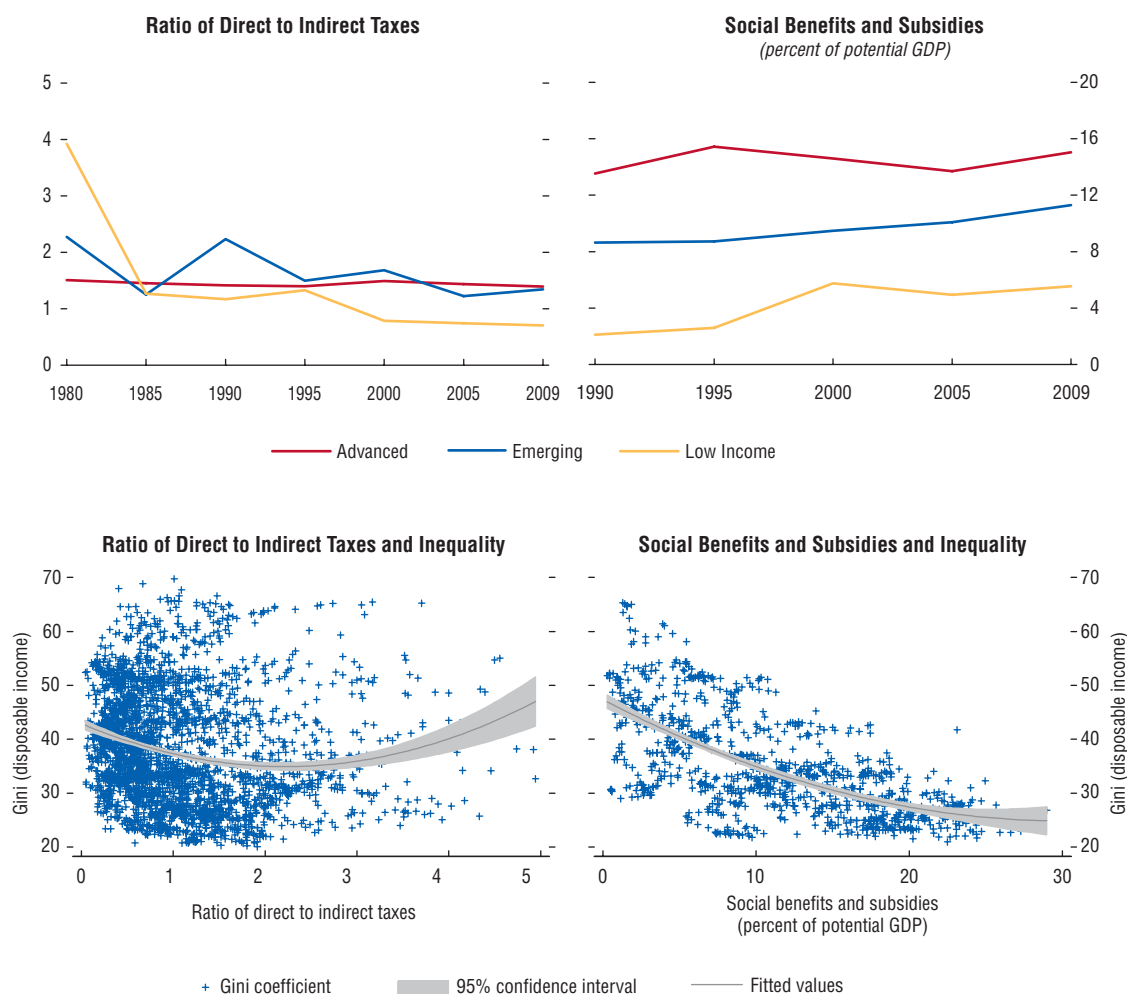 Ratio of Direct to Indirect Taxes
5
4
3
2
1
0
1980 1985 1990 1995 2000 2005 2009
Social Benefits and Subsidies
(percent of potential GDP)
20
16
12
8
4
0
1990 1995 2000 2005 2009
Advanced Emerging Low Income
Ratio of Direct to Indirect Taxes and Inequality
Gini (disposable income)
70
60
50
40
30
20
0 1 2 3 4 5
Ratio of direct to indirect taxes
Social Benefits and Subsidies and Inequality
70
60
50
40
30
20
Gini (disposable income)
0 10 20 30
Social benefits and subsidies
(percent of potential GDP)
Gini coefficient 95% confidence interval Fitted values